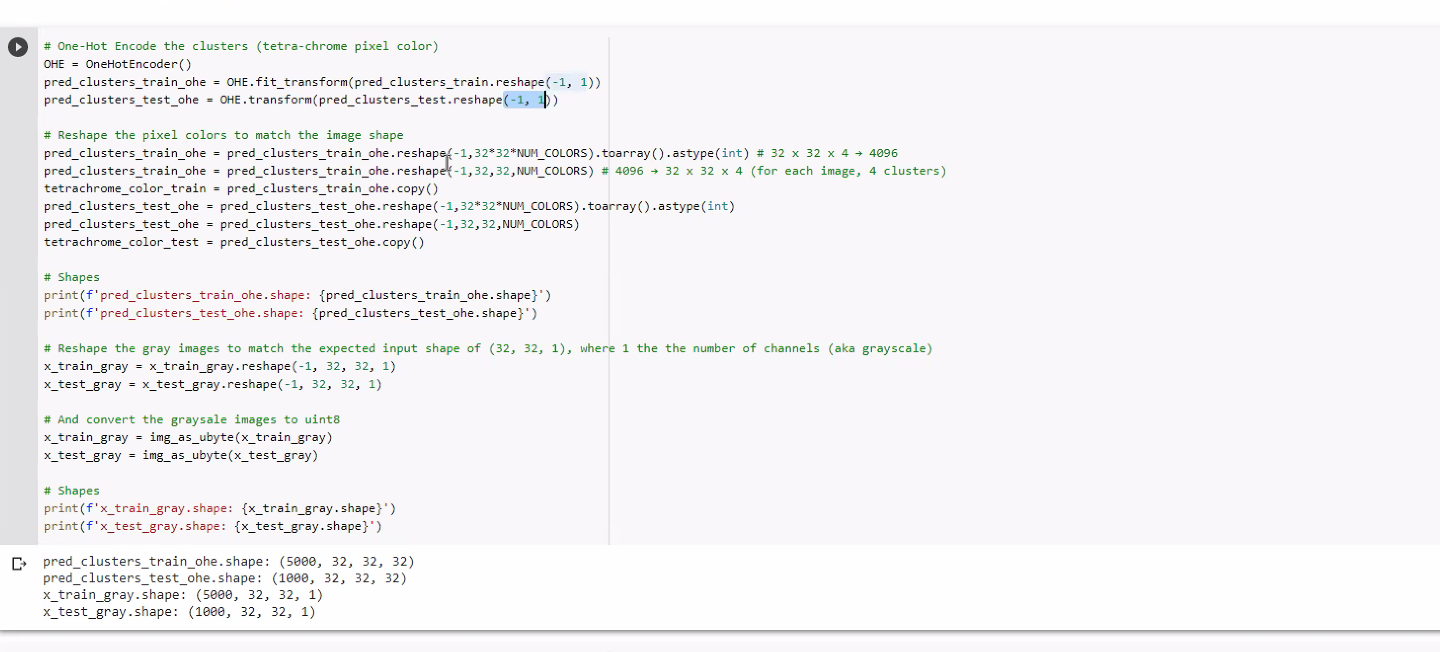 # One-Hot Encode the clusters (tetra-chrome pixel color)
OHE = OneHotEncoder()
pred_clusters_train_ohe = OHE.fit_transform(pred_clusters_train.reshape(-1, 1))
pred_clusters_test_ohe = OHE.transform(pred_clusters_test.reshape(-1, 1))
# Reshape the pixel colors to match the image shape
pred_clusters_train_ohe = pred_clusters_train_ohe.reshape(-1,32*32*NUM_COLORS).toarray().astype(int) # 32 x 32 x 4 → 4096
pred_clusters_train_ohe = pred_clusters_train_ohe.reshape(-1,32,32,NUM_COLORS) # 4096 → 32 x 32 x 4 (for each image, 4 clusters)
tetrachrome_color_train = pred_clusters_train_ohe.copy()
pred_clusters_test_ohe = pred_clusters_test_ohe.reshape(-1,32*32*NUM_COLORS).toarray().astype(int)
pred_clusters_test_ohe = pred_clusters_test_ohe.reshape(-1,32,32,NUM_COLORS)
tetrachrome_color_test = pred_clusters_test_ohe.copy()
# Shapes
print(f'pred_clusters_train_ohe.shape: {pred_clusters_train_ohe.shape}')
print(f'pred_clusters_test_ohe.shape: {pred_clusters_test_ohe.shape}')
# Reshape the gray images to match the expected input shape of (32, 32, 1), where 1 the the number of channels (aka grayscale)
x_train_gray = x_train_gray.reshape(-1, 32, 32, 1)
x_test_gray = x_test_gray.reshape(-1, 32, 32, 1)
# And convert the graysale images to uint8
x_train_gray = img_as_ubyte(x_train_gray)
x_test_gray = img_as_ubyte(x_test_gray)
# Shapes
print(f'x_train_gray.shape: {x_train_gray.shape}')
print(f'x_test_gray.shape: {x_test_gray.shape}')
pred_clusters_train_ohe.shape: (5000, 32, 32, 32)
pred_clusters_test_ohe.shape: (1000, 32, 32, 32)
x_train_gray.shape: (5000, 32, 32, 1)
x_test_gray.shape: (1000, 32, 32, 1)